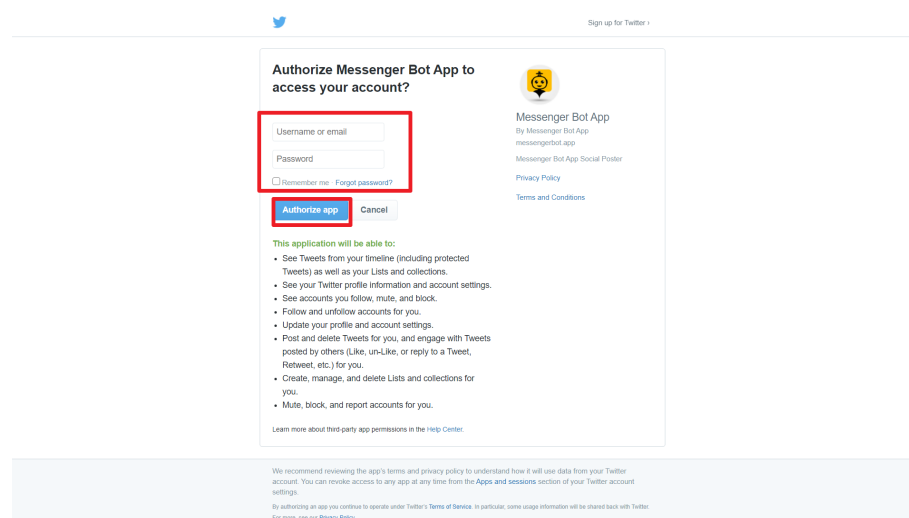 Sign up for Twitter ›
Authorize Messenger Bot App to
access your account?
Username or email
Password
Remember me · Forgot password?
Authorize app
Cancel
This application will be able to:
• See Tweets from your timeline (including protected
Tweets) as well as your Lists and collections.
• See your Twitter profile information and account settings.
• See accounts you follow, mute, and block.
• Follow and unfollow accounts for you.
• Update your profile and account settings.
• Post and delete Tweets for you, and engage with Tweets
posted by others (Like, un-Like, or reply to a Tweet,
Retweet, etc.) for you.
• Create, manage, and delete Lists and collections for
you.
• Mute, block, and report accounts for you.
Learn more about third-party app permissions in the Help Center.
Messenger Bot App
By Messenger Bot App
messengerbot.app
Messenger Bot App Social Poster
Privacy Policy
Terms and Conditions
We recommend reviewing the app's terms and privacy policy to understand how it will use data from your Twitter
account. You can revoke access to any app at any time from the Apps and sessions section of your Twitter account
settings.
By authorizing an app you continue to operate under Twitter's Terms of Service. In particular, some usage information will be shared back with Twitter.
For more, see our Privacy Policy.